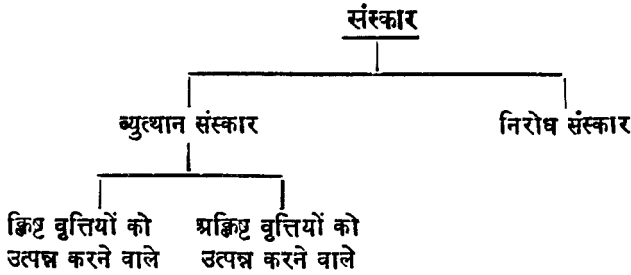 संस्कार
व्युत्थान संस्कार निरोध संस्कार
क्लिष्ट वृत्तियों को अक्लिष्ट वृत्तियों को
उत्पन्न करने वाले उत्पन्न करने वाले